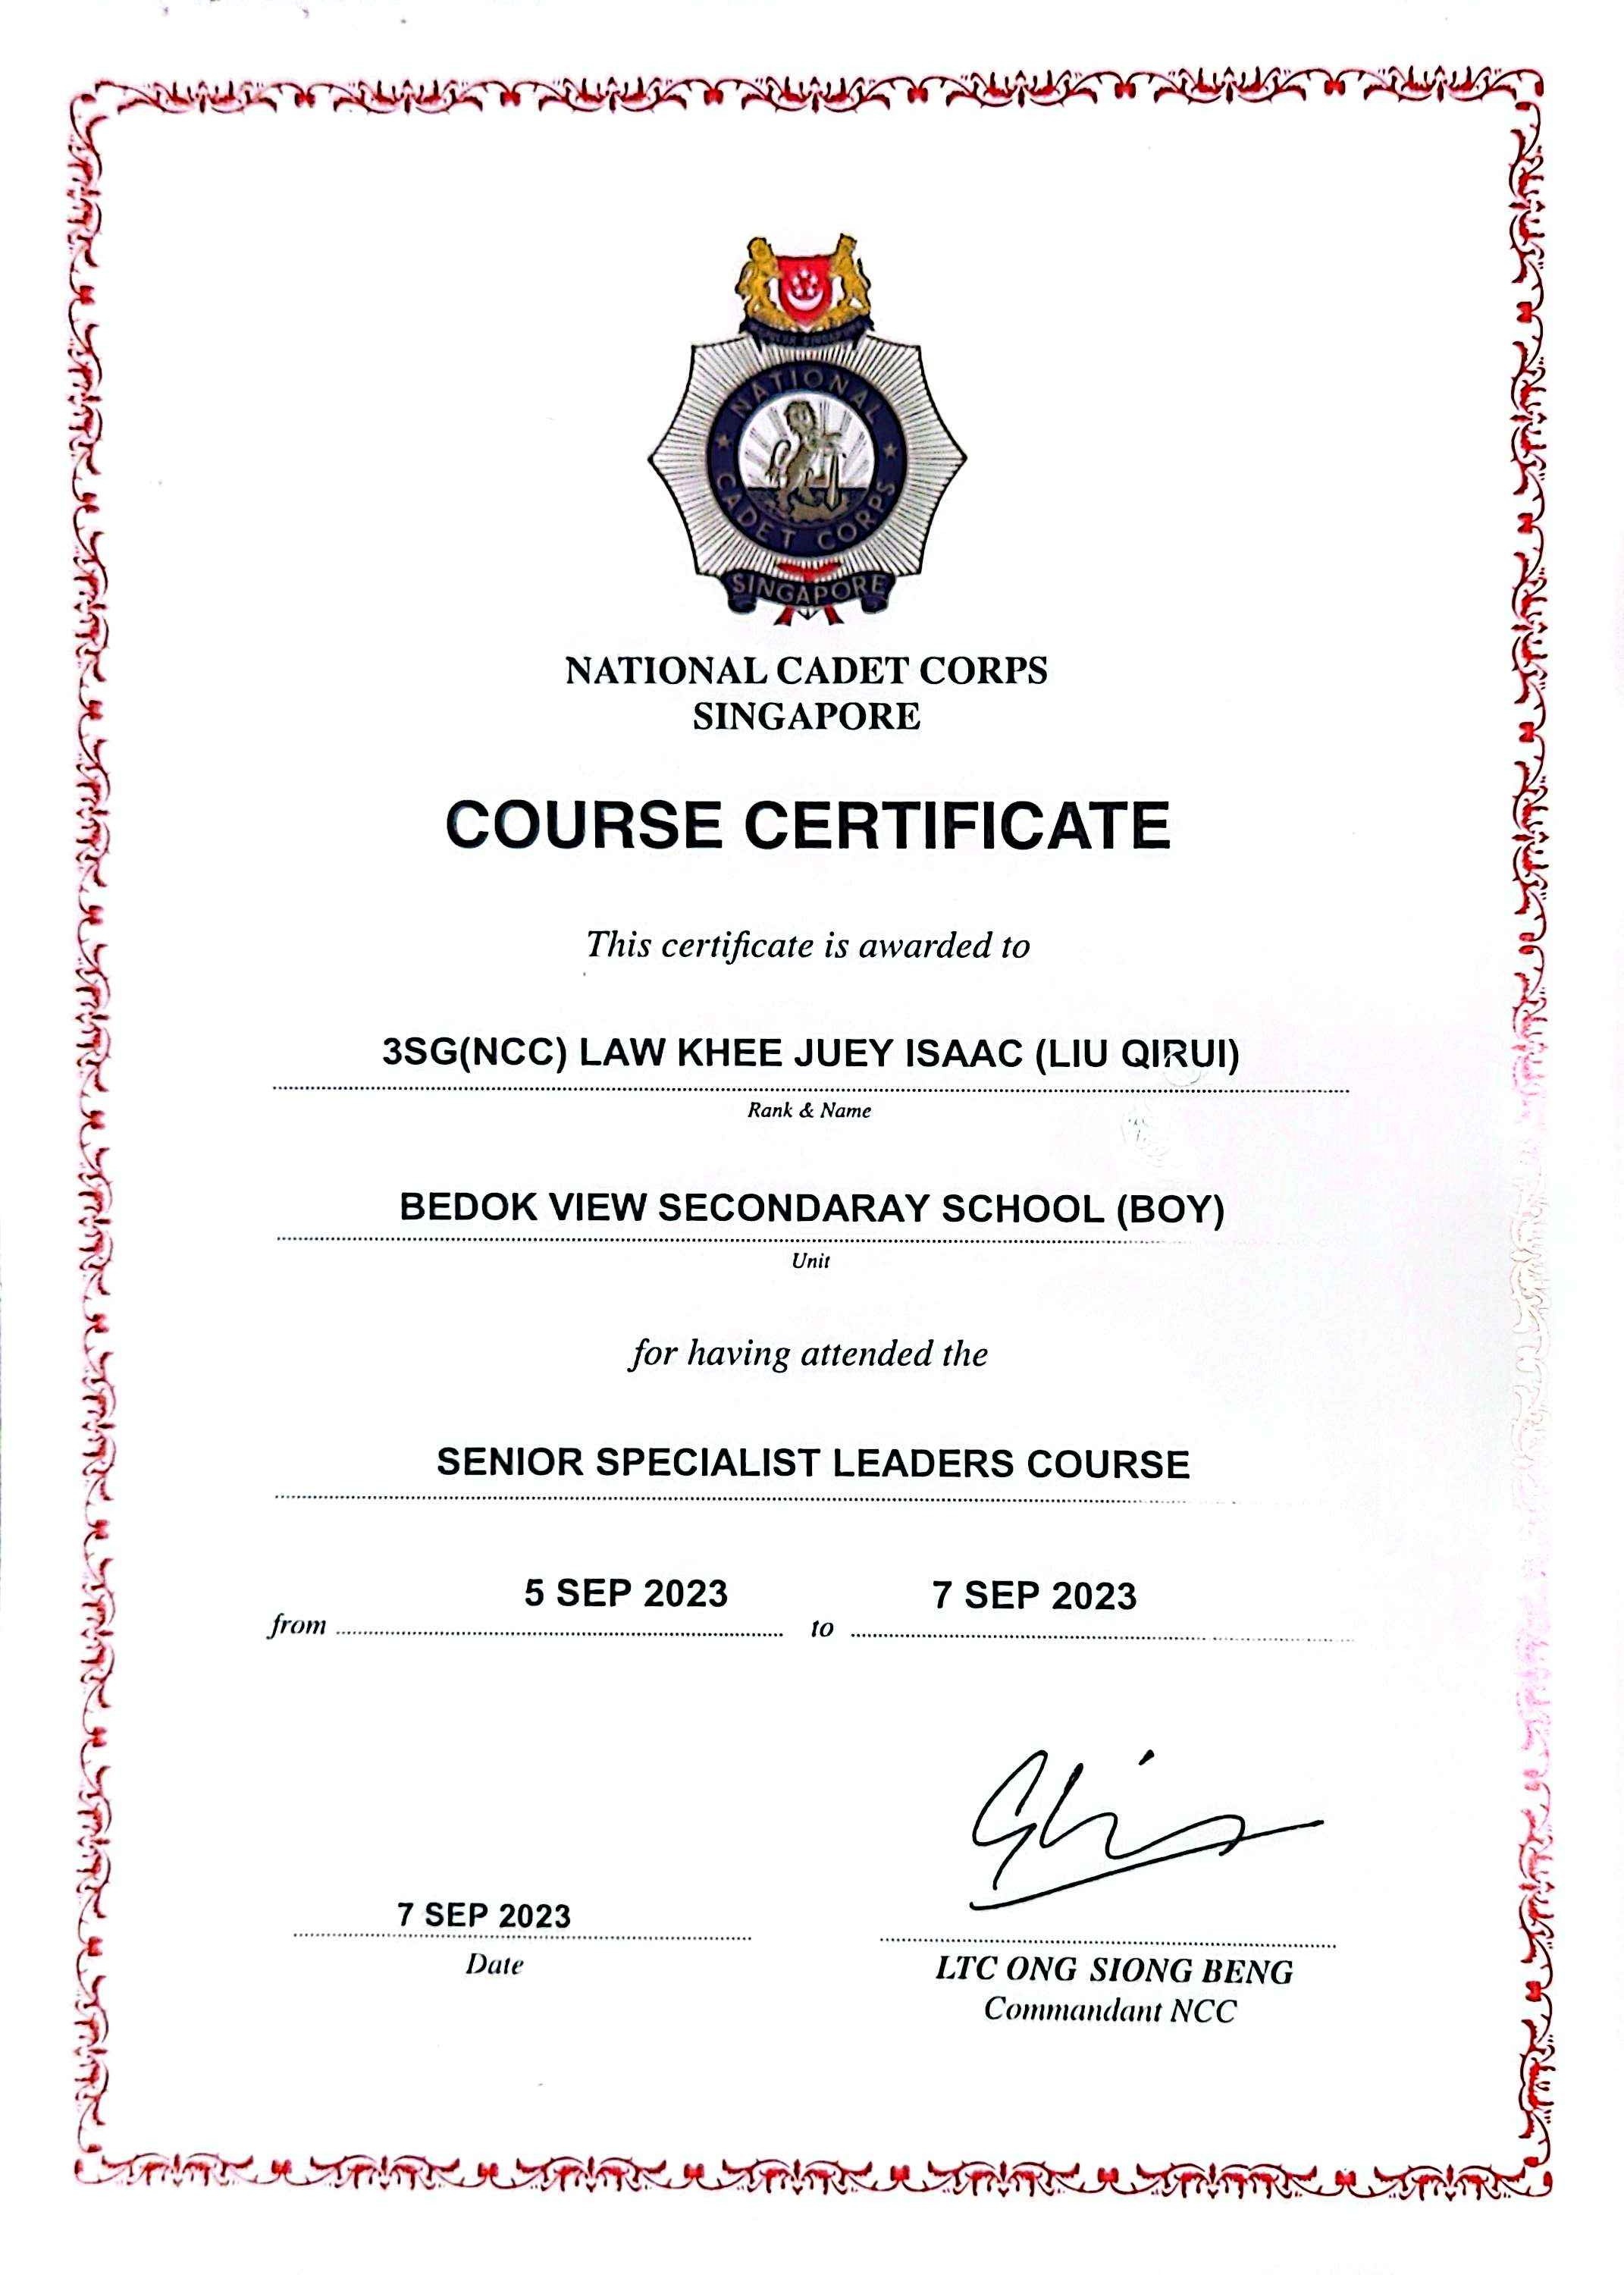 NATIONAL
CADET CORPS
SINGAPORE
NATIONAL CADET CORPS
SINGAPORE
COURSE CERTIFICATE
This certificate is awarded to
3SG(NCC) LAW KHEE JUEY ISAAC (LIU QIRUI)
Rank & Name
BEDOK VIEW SECONDARAY SCHOOL (BOY)
Unit
for having attended the
SENIOR SPECIALIST LEADERS COURSE
5 SEP 2023 7 SEP 2023
from to
7 SEP 2023
Date
LTC ONG SIONG BENG
Commandant NCC